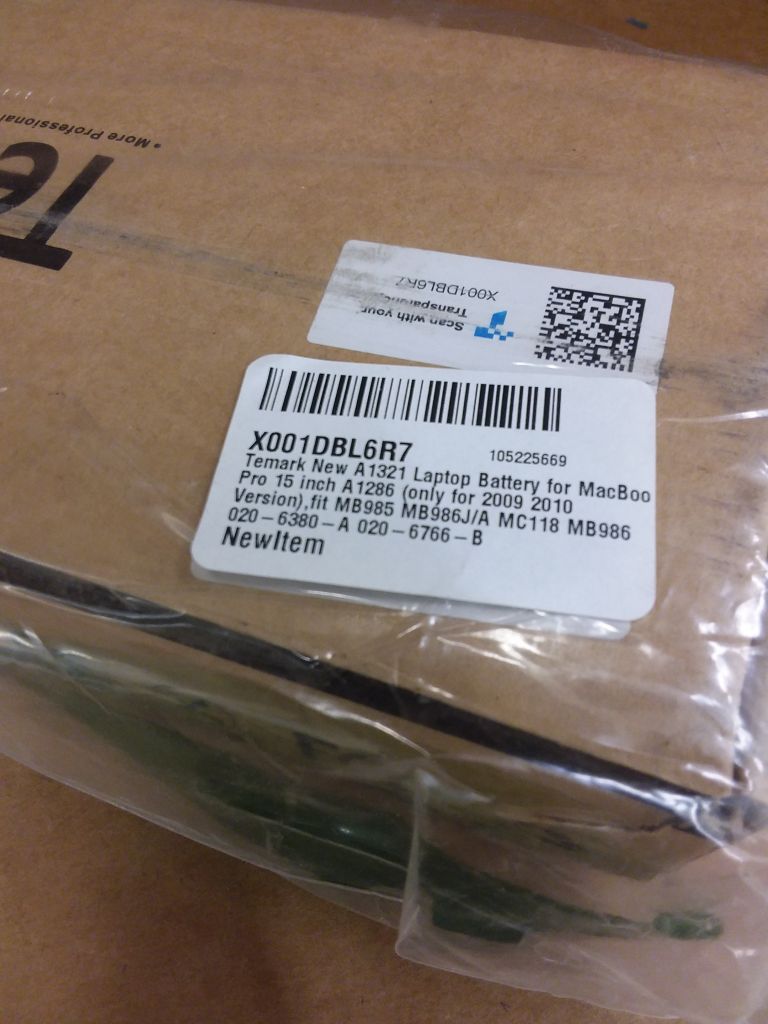 • More Professional
Te
X001DBL6R7
Scan with your
X001DBL6R7 105225669
Temark New A1321 Laptop Battery for MacBoo
Pro 15 inch A1286 (only for 2009 2010
Version),fit MB985 MB986J/A MC118 MB986
020-6380-A 020-6766-B
NewItem